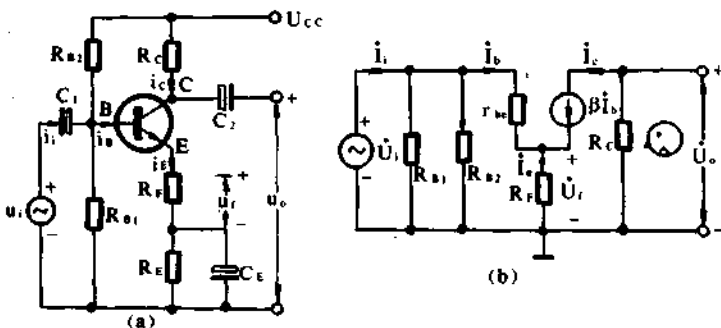 U_CC
R_B2
R_C
i_C
C
C_1
B
C_2
+
i_i
i_B
E
i_E
R_F
+
+
u_i
−
R_B1
u_f
u_o
−
R_E
C_E
−
(a)
İ_i
İ_b
İ_c
+
r_be
βİ_b
+
U̇_i
−
R_B1
R_B2
İ_e
R_F
+
U̇_f
−
R_C
U̇_o
−
(b)